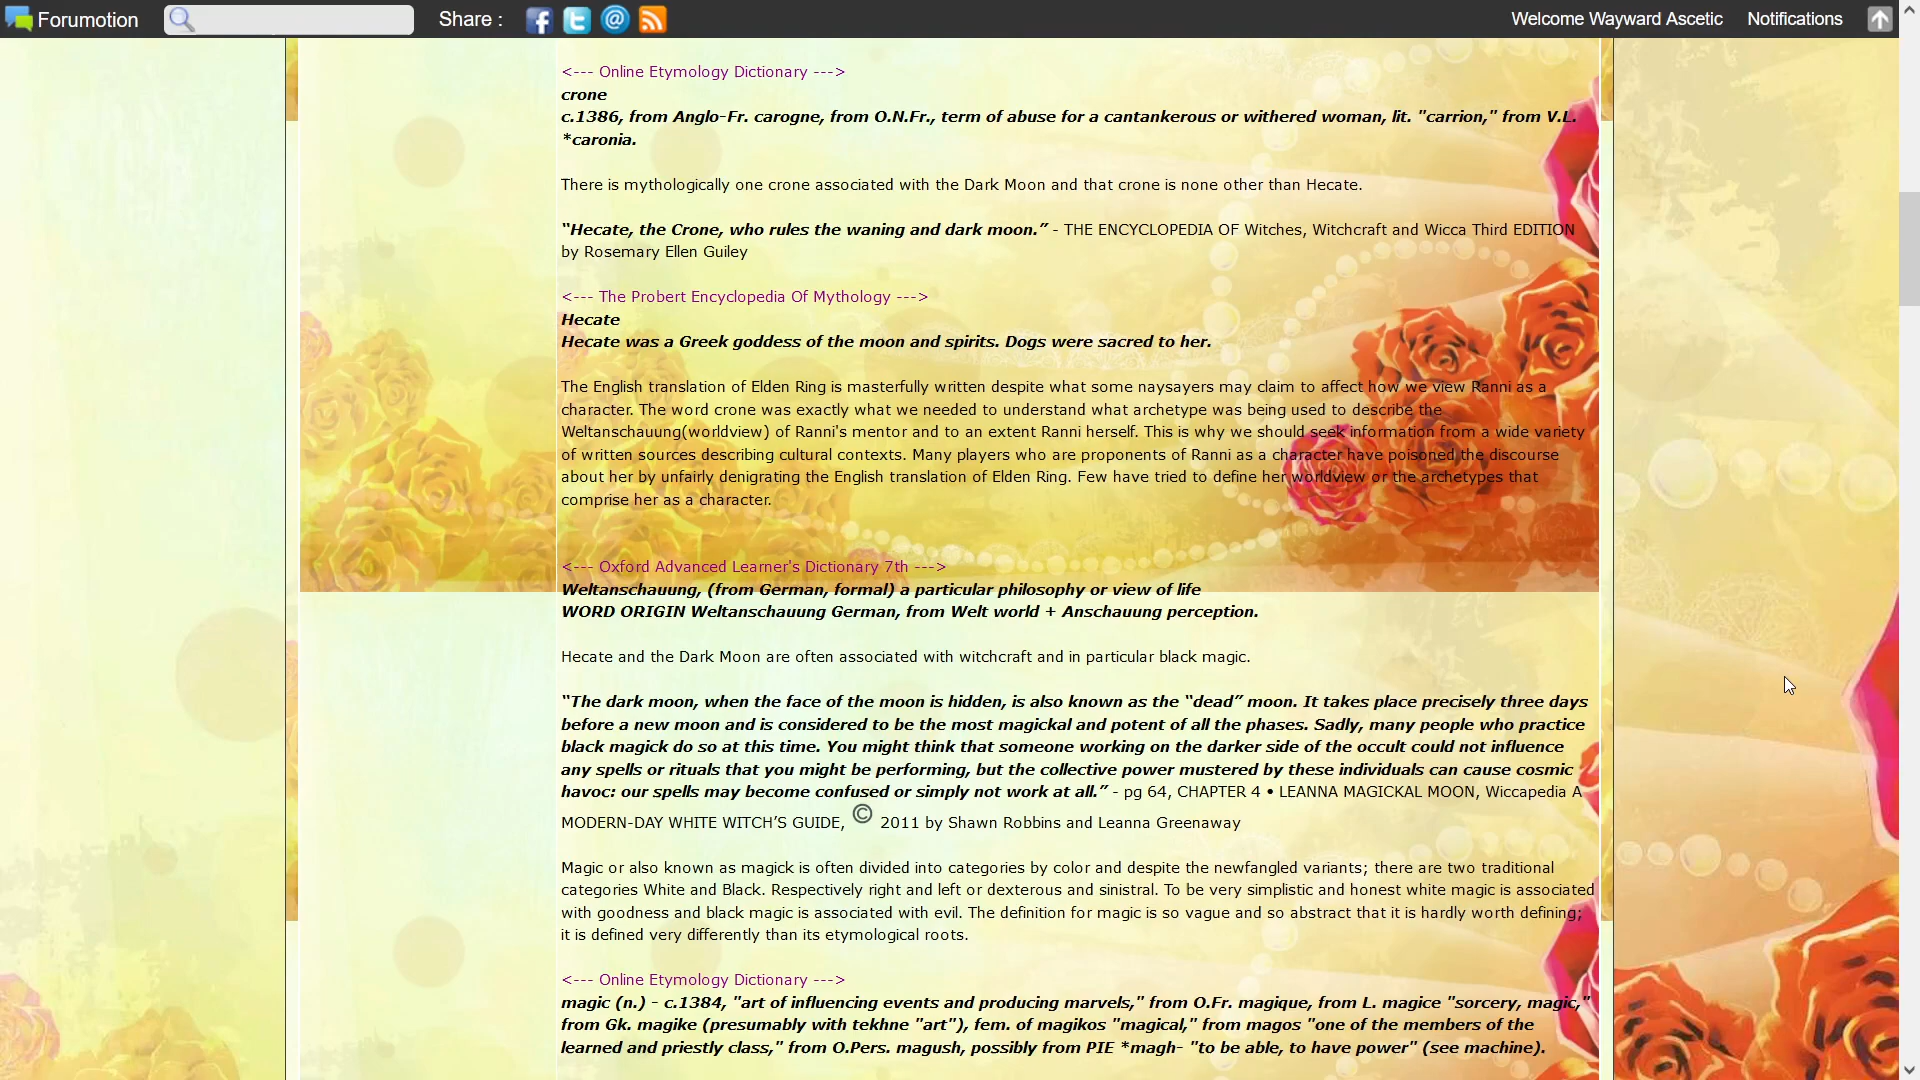 Forumotion
Share :
Welcome Wayward Ascetic
Notifications
<--- Online Etymology Dictionary --->
crone
c.1386, from Anglo-Fr. carogne, from O.N.Fr., term of abuse for a cantankerous or withered woman, lit. "carrion," from V.L.
*caronia.
There is mythologically one crone associated with the Dark Moon and that crone is none other than Hecate.
“Hecate, the Crone, who rules the waning and dark moon.” - THE ENCYCLOPEDIA OF Witches, Witchcraft and Wicca Third EDITION
by Rosemary Ellen Guiley
<--- The Probert Encyclopedia Of Mythology --->
Hecate
Hecate was a Greek goddess of the moon and spirits. Dogs were sacred to her.
The English translation of Elden Ring is masterfully written despite what some naysayers may claim to affect how we view Ranni as a
character. The word crone was exactly what we needed to understand what archetype was being used to describe the
Weltanschauung(worldview) of Ranni's mentor and to an extent Ranni herself. This is why we should seek information from a wide variety
of written sources describing cultural contexts. Many players who are proponents of Ranni as a character have poisoned the discourse
about her by unfairly denigrating the English translation of Elden Ring. Few have tried to define her worldview or the archetypes that
comprise her as a character.
<--- Oxford Advanced Learner's Dictionary 7th --->
Weltanschauung, (from German, formal) a particular philosophy or view of life
WORD ORIGIN Weltanschauung German, from Welt world + Anschauung perception.
Hecate and the Dark Moon are often associated with witchcraft and in particular black magic.
“The dark moon, when the face of the moon is hidden, is also known as the “dead” moon. It takes place precisely three days
before a new moon and is considered to be the most magickal and potent of all the phases. Sadly, many people who practice
black magick do so at this time. You might think that someone working on the darker side of the occult could not influence
any spells or rituals that you might be performing, but the collective power mustered by these individuals can cause cosmic
havoc: our spells may become confused or simply not work at all.” - pg 64, CHAPTER 4 • LEANNA MAGICKAL MOON, Wiccapedia A
MODERN-DAY WHITE WITCH’S GUIDE, © 2011 by Shawn Robbins and Leanna Greenaway
Magic or also known as magick is often divided into categories by color and despite the newfangled variants; there are two traditional
categories White and Black. Respectively right and left or dexterous and sinistral. To be very simplistic and honest white magic is associated
with goodness and black magic is associated with evil. The definition for magic is so vague and so abstract that it is hardly worth defining;
it is defined very differently than its etymological roots.
<--- Online Etymology Dictionary --->
magic (n.) - c.1384, "art of influencing events and producing marvels," from O.Fr. magique, from L. magice "sorcery, magic,"
from Gk. magike (presumably with tekhne "art"), fem. of magikos "magical," from magos "one of the members of the
learned and priestly class," from O.Pers. magush, possibly from PIE *magh- "to be able, to have power" (see machine).